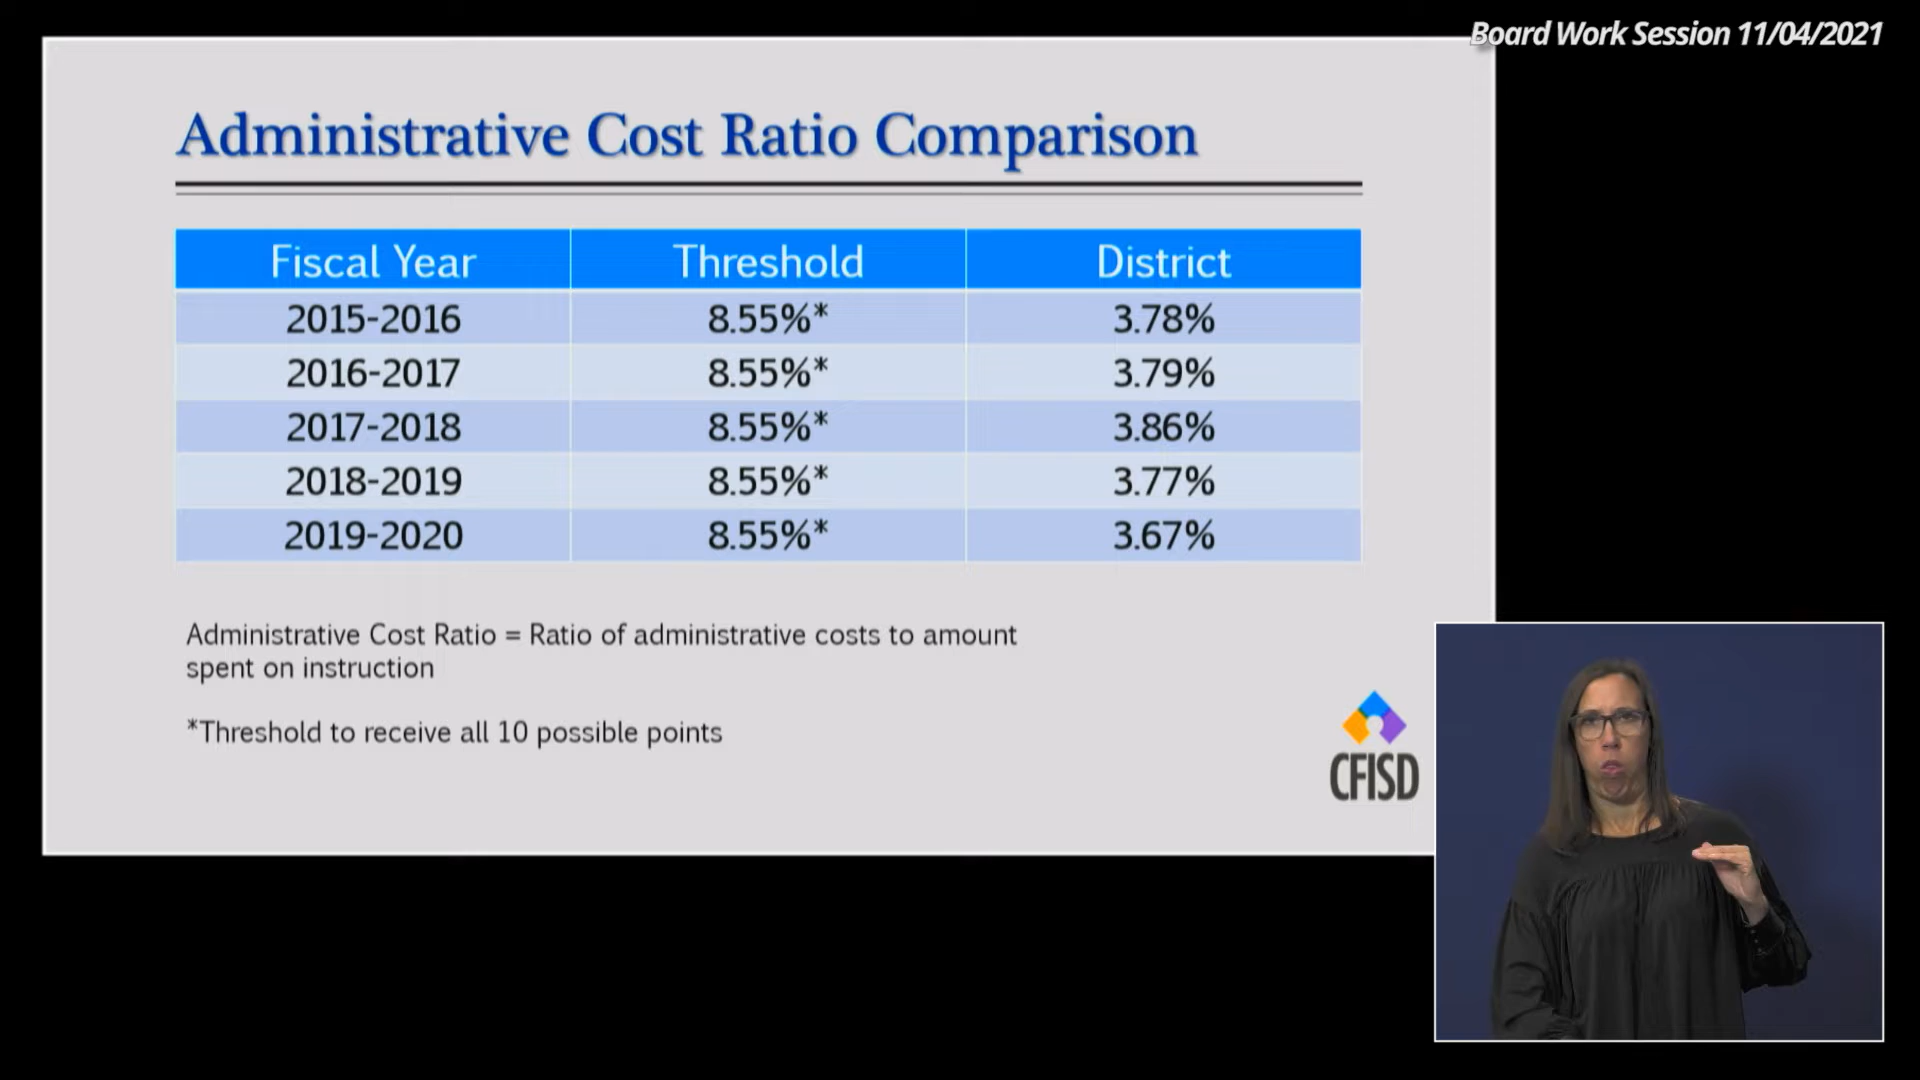 Board Work Session 11/04/2021
Administrative Cost Ratio Comparison
Fiscal Year Threshold District
2015-2016 8.55%* 3.78%
2016-2017 8.55%* 3.79%
2017-2018 8.55%* 3.86%
2018-2019 8.55%* 3.77%
2019-2020 8.55%* 3.67%
Administrative Cost Ratio = Ratio of administrative costs to amount
spent on instruction
*Threshold to receive all 10 possible points
CFISD